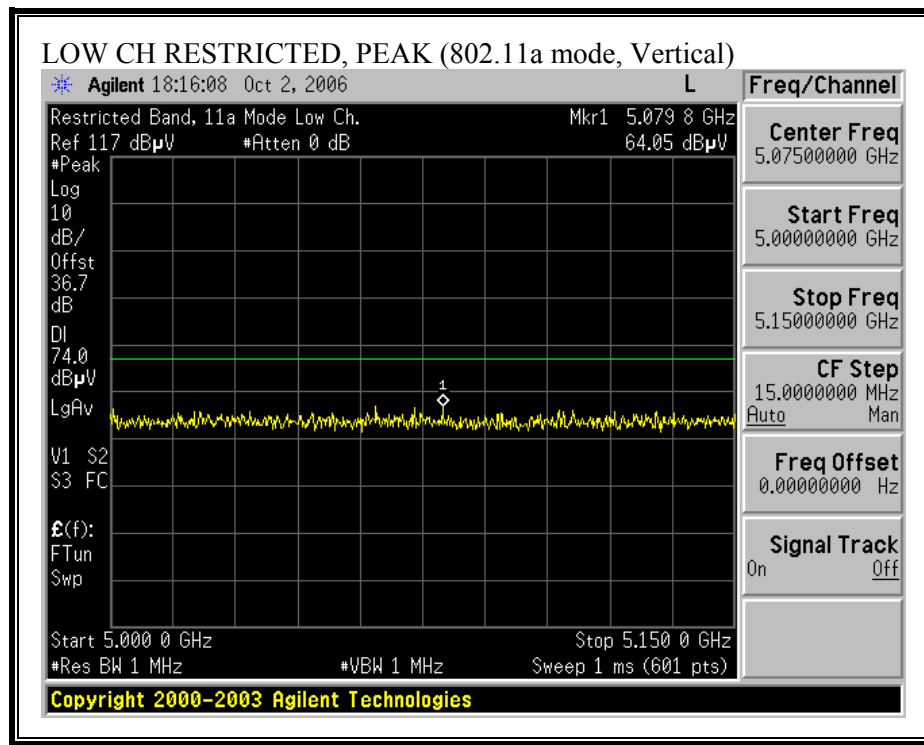 LOW CH RESTRICTED, PEAK (802.11a mode, Vertical)
Agilent 18:16:08 Oct 2, 2006
L
Freq/Channel
Restricted Band, 11a Mode Low Ch.
Mkr1 5.079 8 GHz
Ref 117 dBµV
#Atten 0 dB
64.05 dBµV
#Peak
Log
10
dB/
Offst
36.7
dB
DI
74.0
dBµV
LgAv
1
V1 S2
S3 FC
£(f):
FTun
Swp
Start 5.000 0 GHz
Stop 5.150 0 GHz
#Res BW 1 MHz
#VBW 1 MHz
Sweep 1 ms (601 pts)
Center Freq
5.07500000 GHz
Start Freq
5.00000000 GHz
Stop Freq
5.15000000 GHz
CF Step
15.0000000 MHz
Auto Man
Freq Offset
0.00000000 Hz
Signal Track
On Off
Copyright 2000-2003 Agilent Technologies